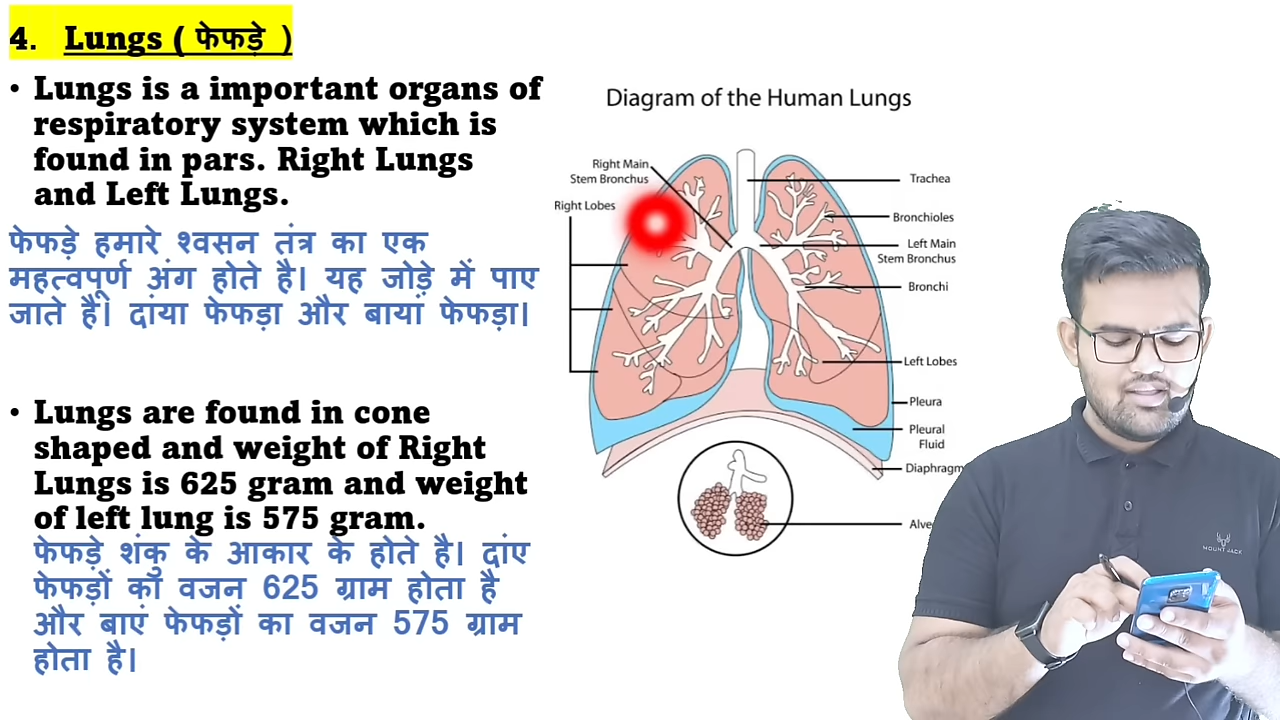 4. Lungs ( फेफड़े )
• Lungs is a important organs of
respiratory system which is
found in pars. Right Lungs
and Left Lungs.
फेफड़े हमारे श्वसन तंत्र का एक
महत्वपूर्ण अंग होते है। यह जोड़े में पाए
जाते है। दांया फेफड़ा और बायां फेफड़ा।
• Lungs are found in cone
shaped and weight of Right
Lungs is 625 gram and weight
of left lung is 575 gram.
फेफड़े शंकु के आकार के होते है। दांए
फेफड़ों का वजन 625 ग्राम होता है
और बाएं फेफड़ों का वजन 575 ग्राम
होता है।
Diagram of the Human Lungs
Right Main
Stem Bronchus
Right Lobes
Trachea
Bronchioles
Left Main
Stem Bronchus
Bronchi
Left Lobes
Pleura
Pleural
Fluid
Diaphragm
Alve
MOUNT JACK